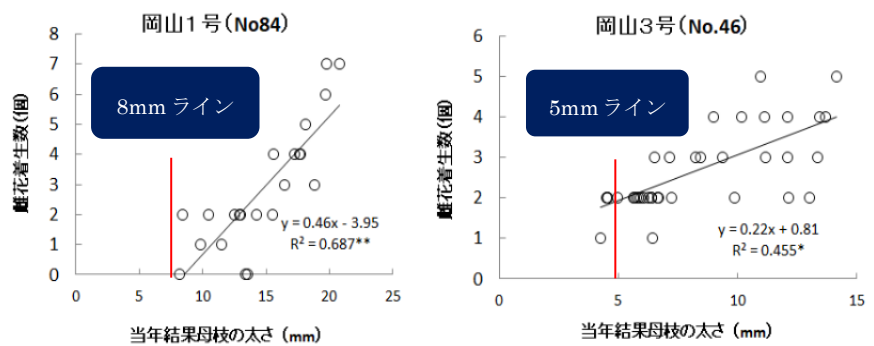 岡山１号(No84)
8mm ライン
雌花着生数(個)
8
7
6
5
4
3
2
1
0
y = 0.46x - 3.95
R² = 0.687**
0 5 10 15 20 25
当年結果母枝の太さ (mm)
岡山３号(No.46)
5mm ライン
雌花着生数(個)
6
5
4
3
2
1
0
y = 0.22x + 0.81
R² = 0.455*
0 5 10 15
当年結果母枝の太さ (mm)